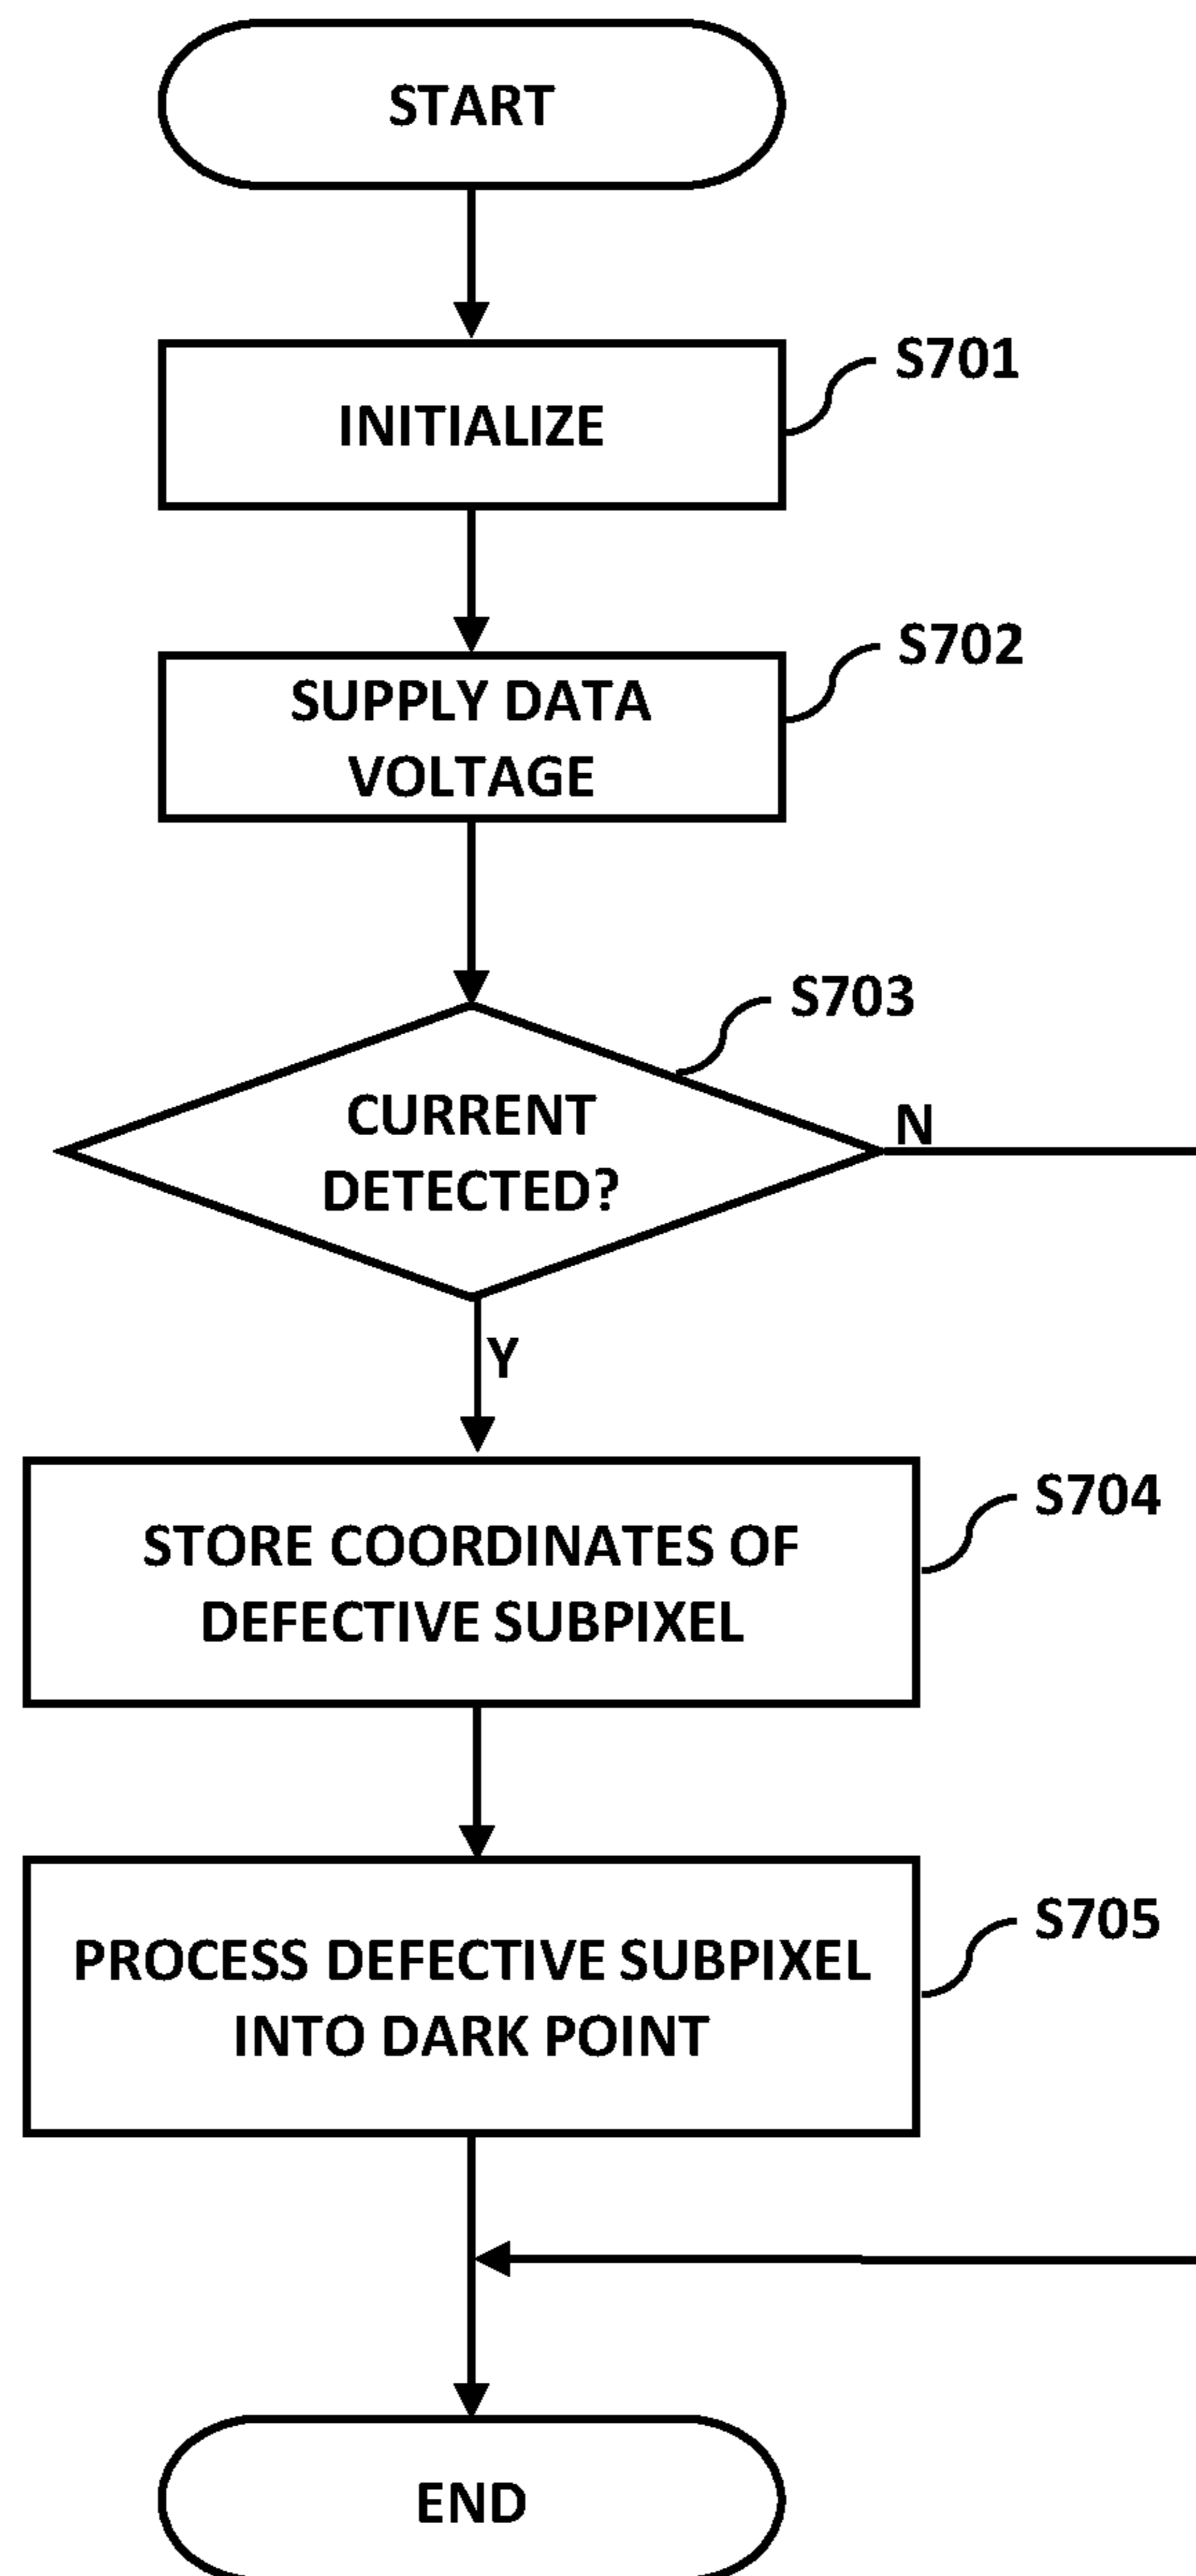 START
INITIALIZE
S701
SUPPLY DATA
VOLTAGE
S702
CURRENT
DETECTED?
S703
N
Y
STORE COORDINATES OF
DEFECTIVE SUBPIXEL
S704
PROCESS DEFECTIVE SUBPIXEL
INTO DARK POINT
S705
END